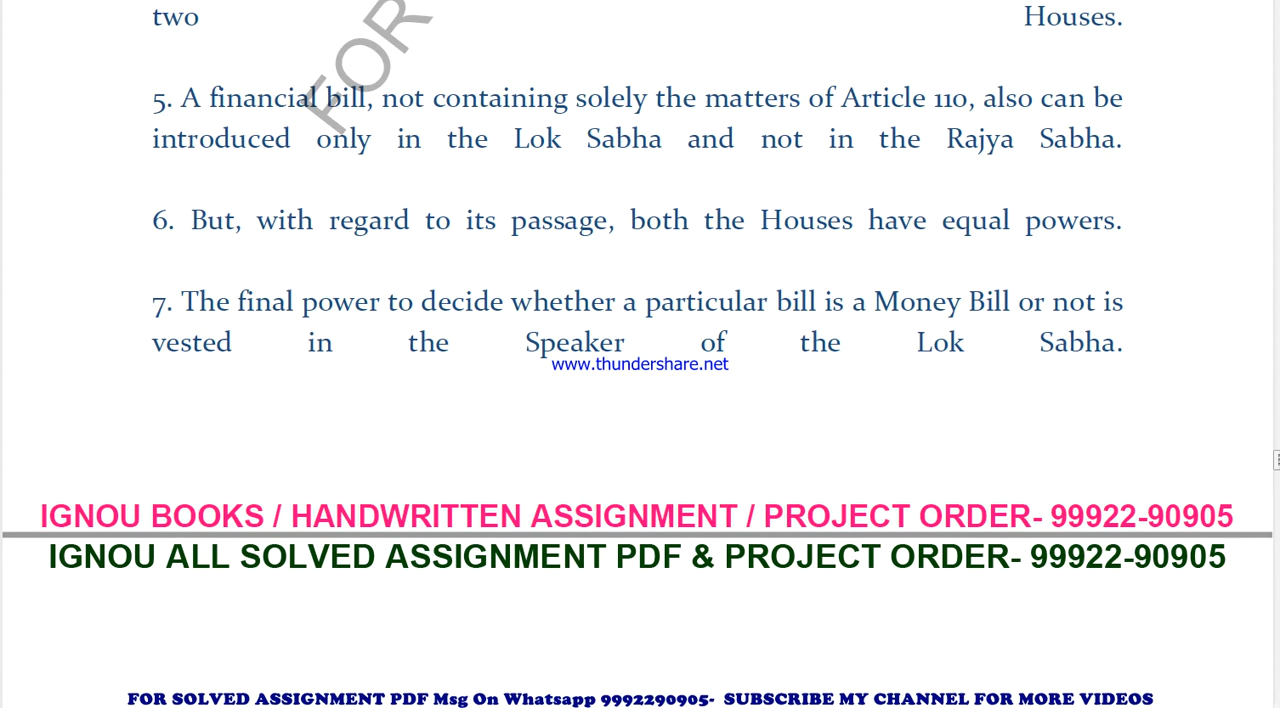 two Houses.
5. A financial bill, not containing solely the matters of Article 110, also can be
introduced only in the Lok Sabha and not in the Rajya Sabha.
6. But, with regard to its passage, both the Houses have equal powers.
7. The final power to decide whether a particular bill is a Money Bill or not is
vested in the Speaker of the Lok Sabha.
www.thundershare.net
IGNOU BOOKS / HANDWRITTEN ASSIGNMENT / PROJECT ORDER- 99922-90905
IGNOU ALL SOLVED ASSIGNMENT PDF & PROJECT ORDER- 99922-90905
FOR SOLVED ASSIGNMENT PDF Msg On Whatsapp 9992290905- SUBSCRIBE MY CHANNEL FOR MORE VIDEOS
FOR